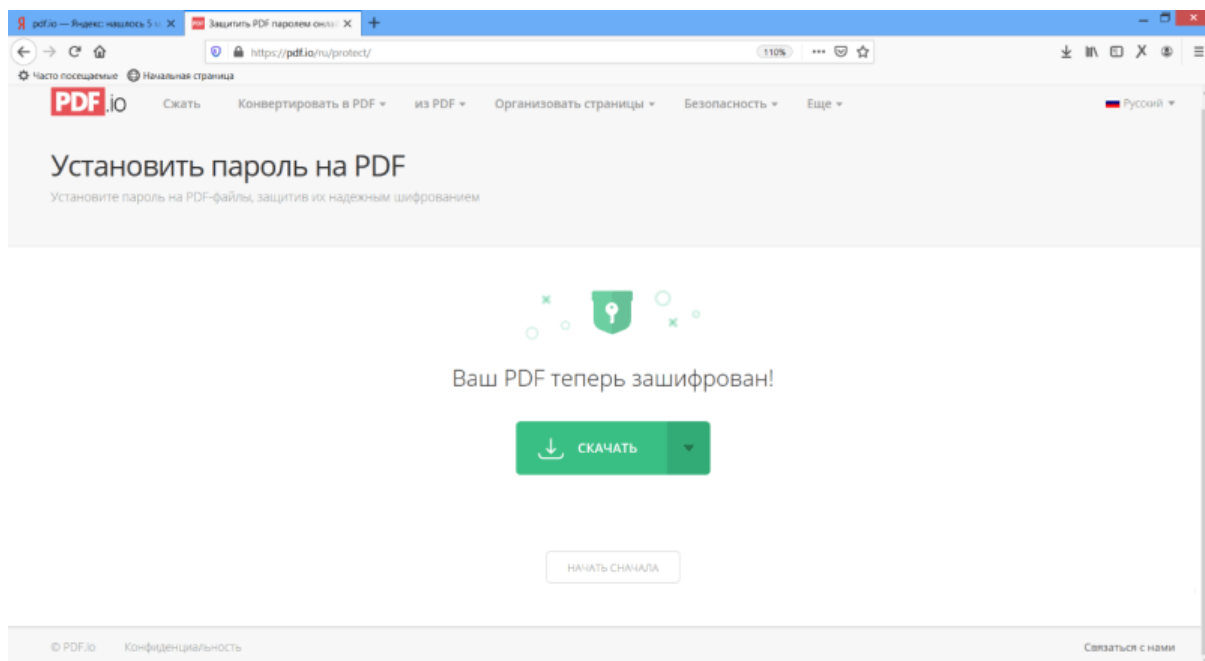 pdf.io — Яндекс: нашлось 5
Защитить PDF паролем онла
https://pdf.io/ru/protect/
110%
Часто посещаемые Начальная страница
PDF.iO Сжать Конвертировать в PDF из PDF Организовать страницы Безопасность Еще Русский
Установить пароль на PDF
Установите пароль на PDF-файлы, защитив их надежным шифрованием
Ваш PDF теперь зашифрован!
СКАЧАТЬ
НАЧАТЬ СНАЧАЛА
© PDF.io Конфиденциальность Связаться с нами